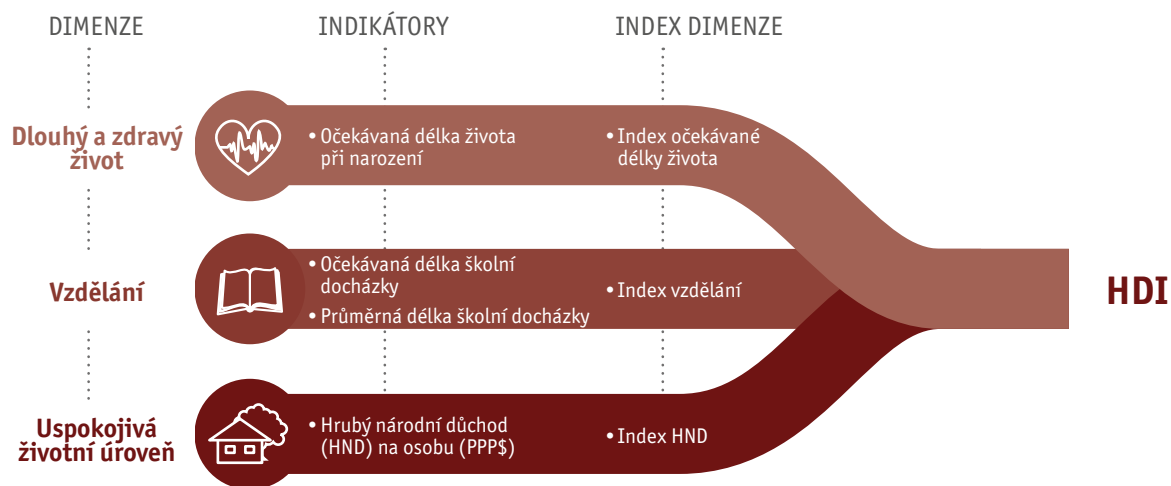 DIMENZE
INDIKÁTORY
INDEX DIMENZE
Dlouhý a zdravý
život
• Očekávaná délka života
při narození
• Index očekávané
délky života
Vzdělání
• Očekávaná délka školní
docházky
• Průměrná délka školní docházky
• Index vzdělání
HDI
Uspokojivá
životní úroveň
• Hrubý národní důchod
(HND) na osobu (PPP$)
• Index HND